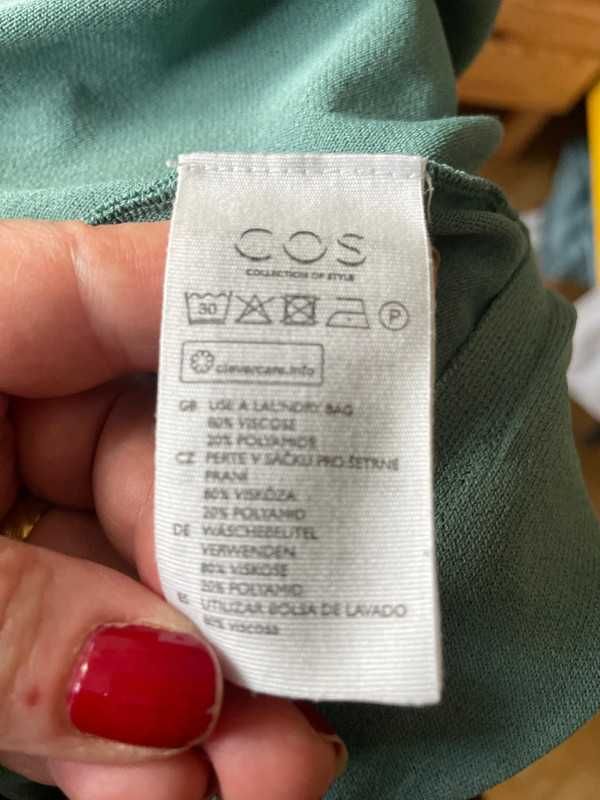 COS
COLLECTION OF STYLE
30
P
clevercare.info
GB USE A LAUNDRY BAG
80% VISCOSE
20% POLYAMIDE
CZ PERTE V SÁČKU PRO ŠETRNÉ
PRANÍ
80% VISKÓZA
20% POLYAMID
DE WÄSCHEBEUTEL
VERWENDEN
80% VISKOSE
20% POLYAMID
ES UTILIZAR BOLSA DE LAVADO
80% VISCOSA